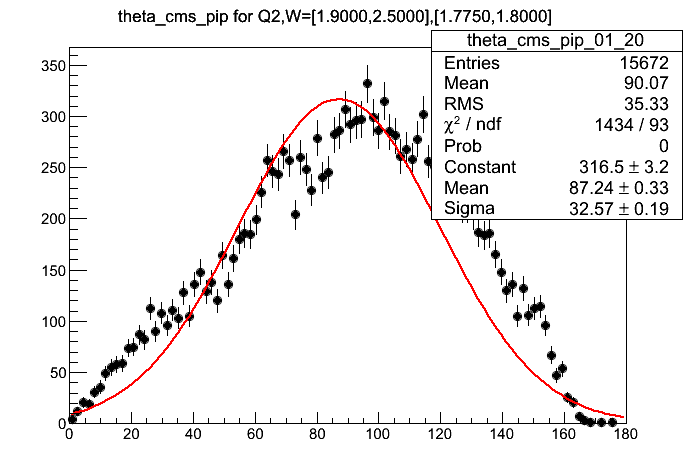 theta_cms_pip for Q2,W=[1.9000,2.5000],[1.7750,1.8000]
theta_cms_pip_01_20
Entries 15672
Mean 90.07
RMS 35.33
χ² / ndf 1434 / 93
Prob 0
Constant 316.5 ± 3.2
Mean 87.24 ± 0.33
Sigma 32.57 ± 0.19
350
300
250
200
150
100
50
0
0 20 40 60 80 100 120 140 160 180